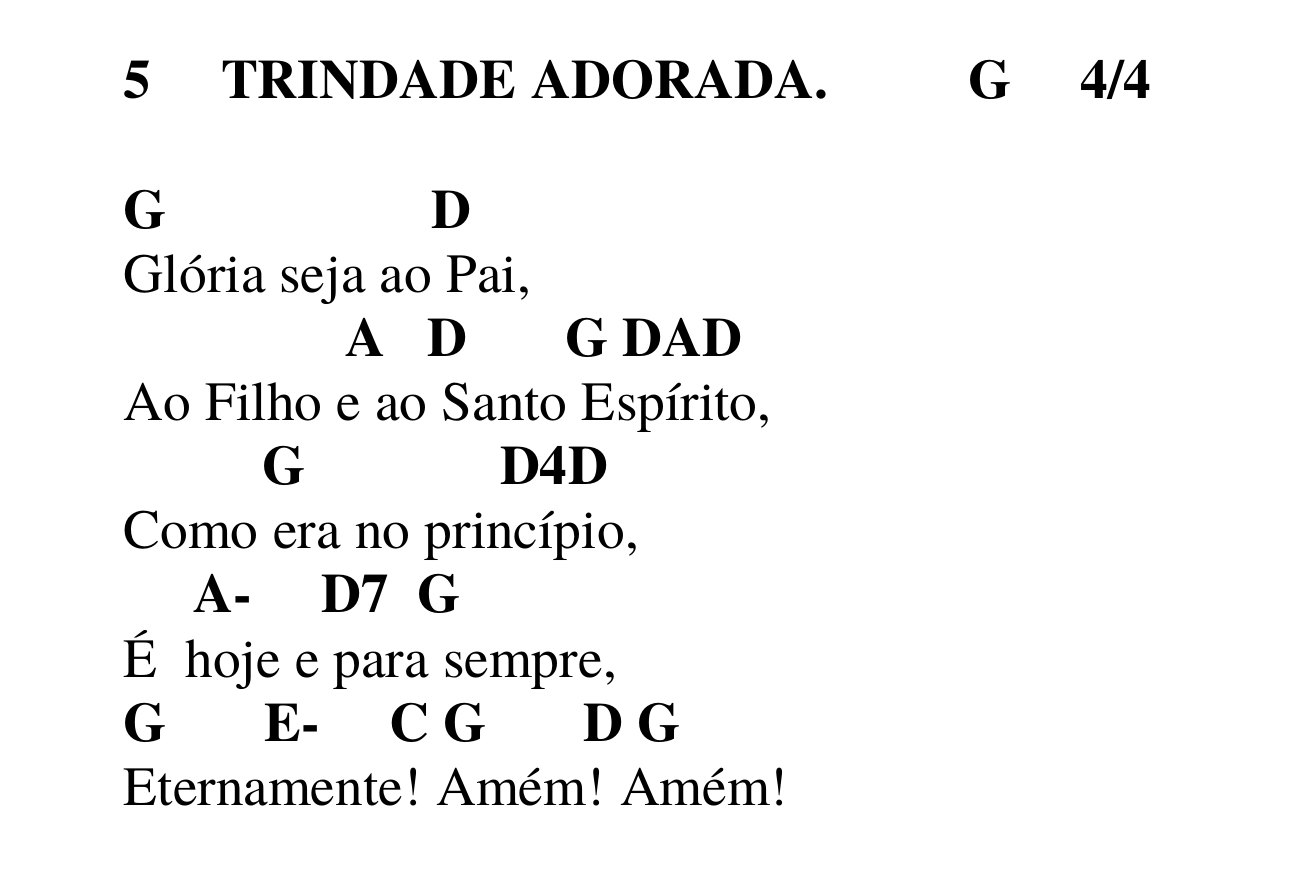 5 TRINDADE ADORADA. G 4/4
G D
Glória seja ao Pai,
A D G DAD
Ao Filho e ao Santo Espírito,
G D4D
Como era no princípio,
A- D7 G
É hoje e para sempre,
G E- C G D G
Eternamente! Amém! Amém!